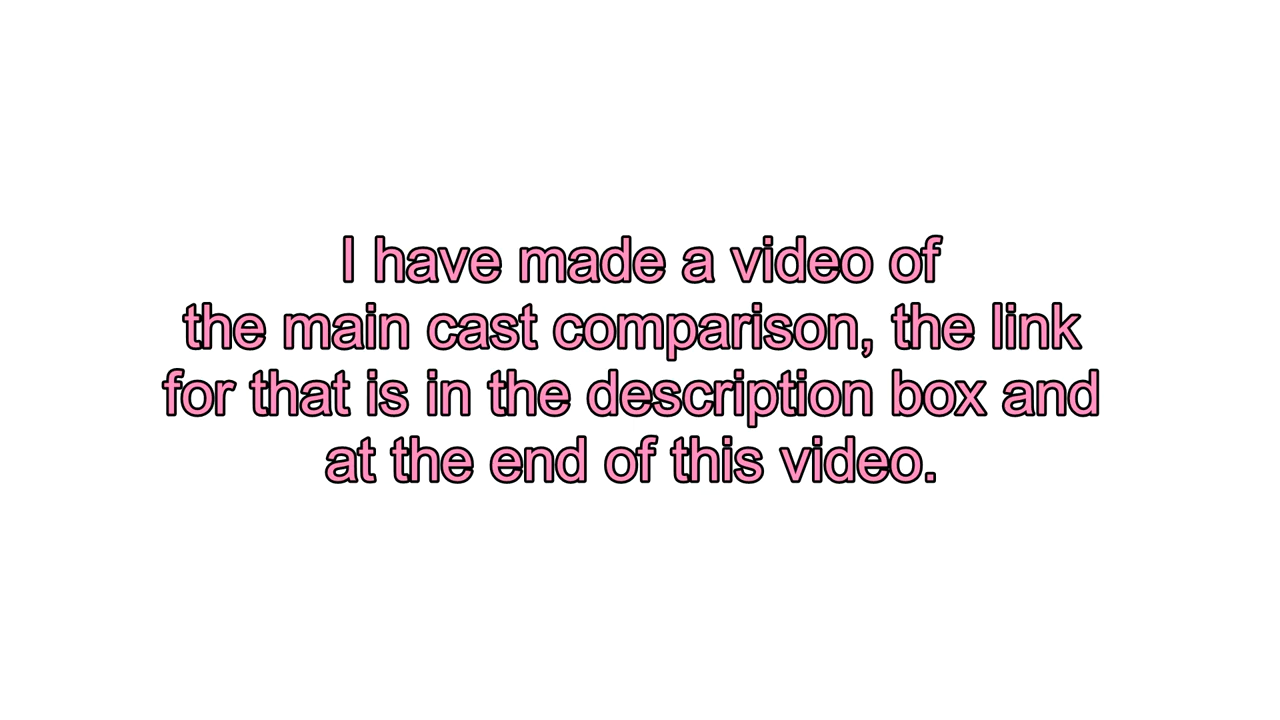 I have made a video of
the main cast comparison, the link
for that is in the description box and
at the end of this video.